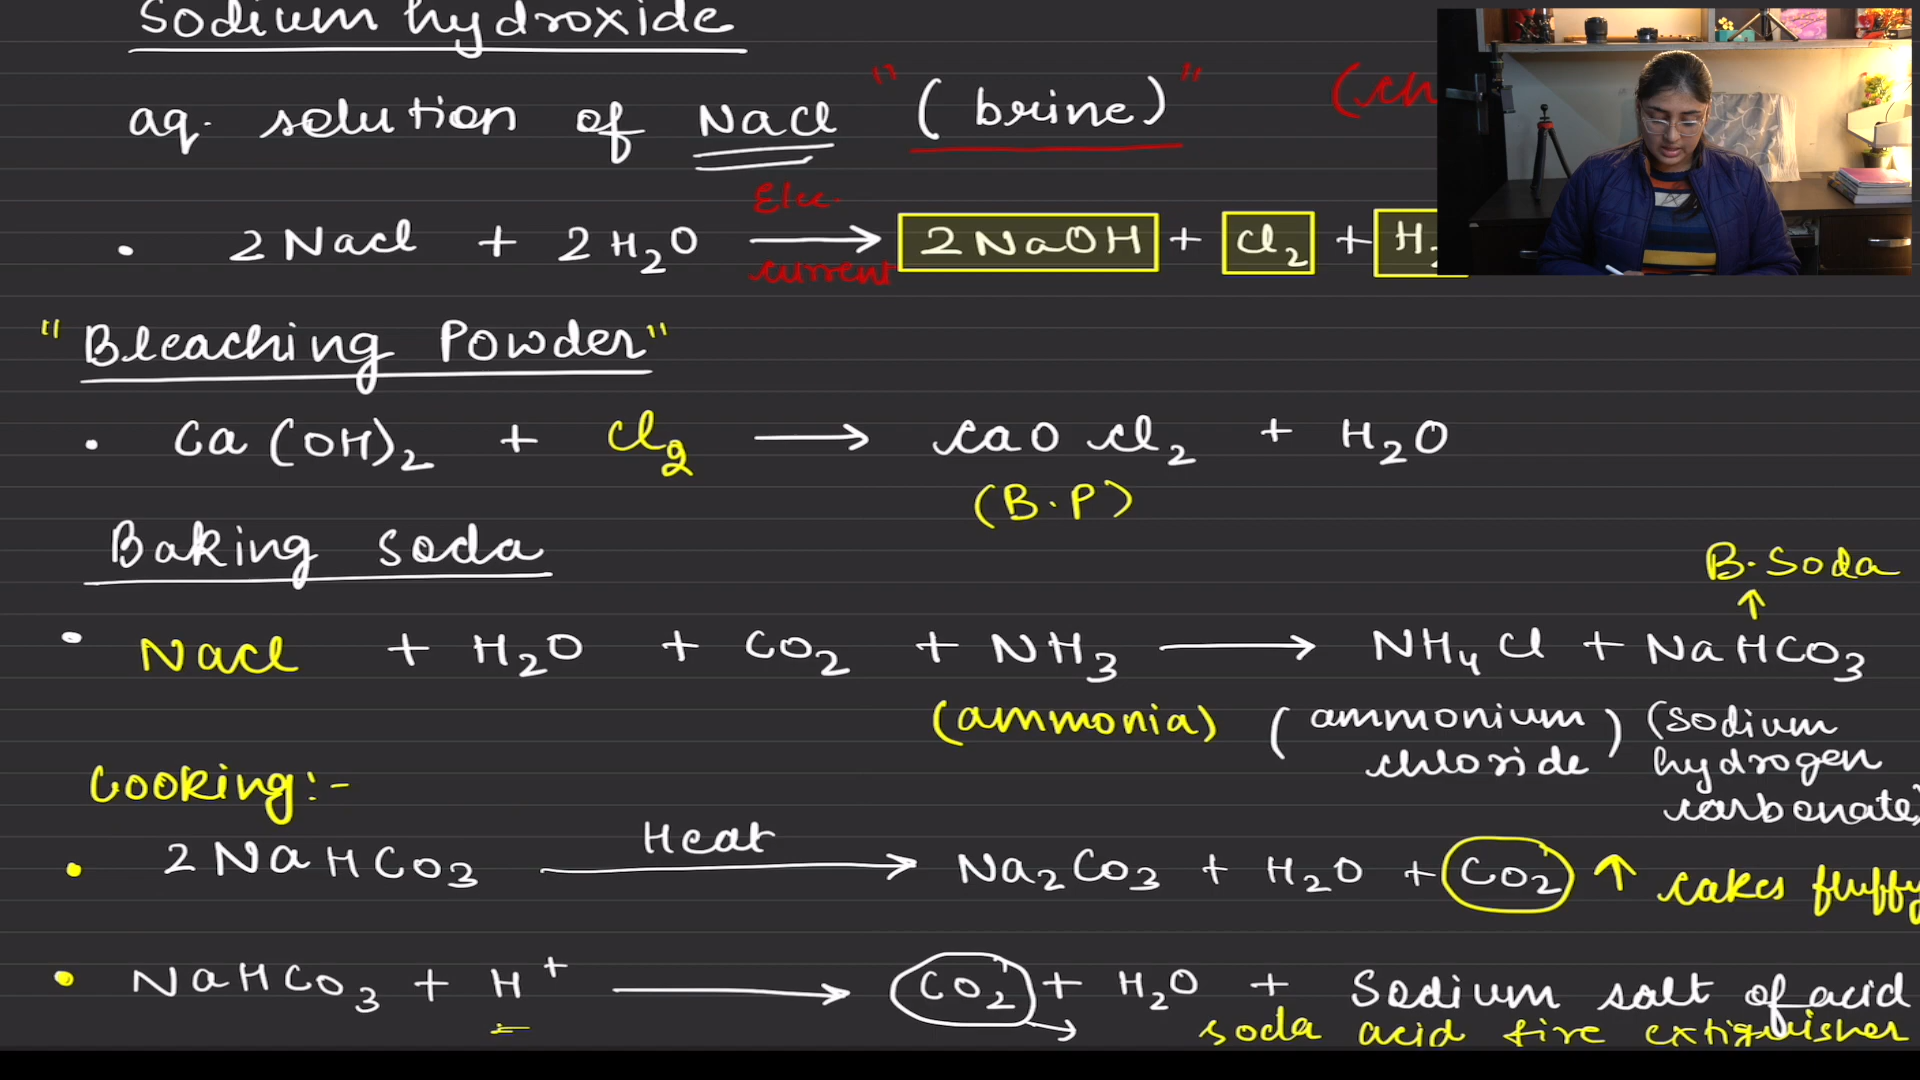 Sodium hydroxide
aq. solution of NaCl "(brine)"
Elec.
• 2NaCl + 2H₂O → 2NaOH + Cl₂ +
current
"Bleaching Powder"
• Ca(OH)₂ + Cl₂ → CaOCl₂ + H₂O
(B.P)
Baking soda
B. Soda
↑
• NaCl + H₂O + CO₂ + NH₃ → NH₄Cl + NaHCO₃
(ammonia) (ammonium chloride) (sodium hydrogen carbonate)
Cooking:-
Heat
• 2NaHCO₃ → Na₂CO₃ + H₂O + CO₂ ↑ cakes fluffy
• NaHCO₃ + H⁺ → CO₂ + H₂O + Sodium salt of acid
→ soda acid fire extiguisher